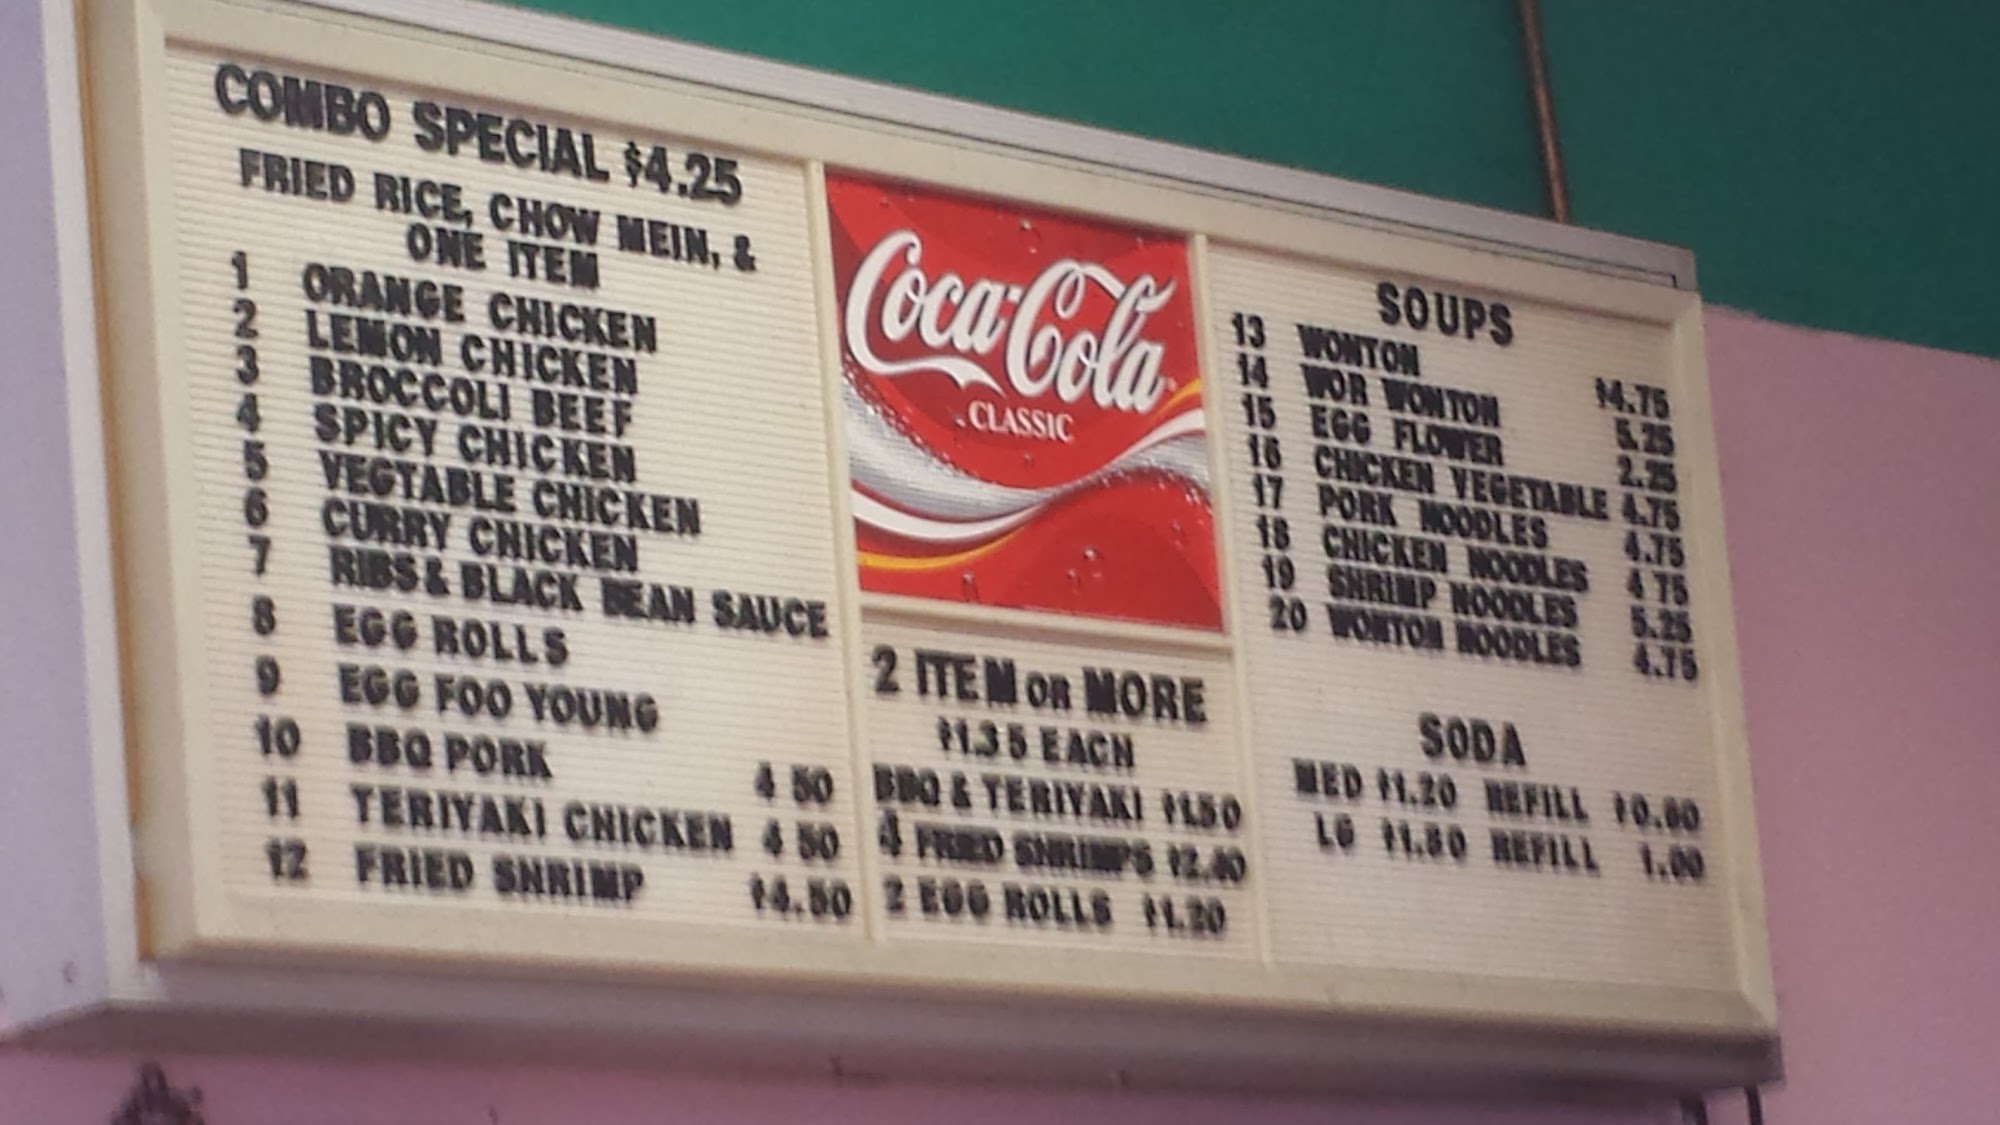 COMBO SPECIAL $4.25
FRIED RICE, CHOW MEIN, &
ONE ITEM
1 ORANGE CHICKEN
2 LEMON CHICKEN
3 BROCCOLI BEEF
4 SPICY CHICKEN
5 VEGTABLE CHICKEN
6 CURRY CHICKEN
7 RIBS & BLACK BEAN SAUCE
8 EGG ROLLS
9 EGG FOO YOUNG
10 BBQ PORK 4 50
11 TERIYAKI CHICKEN 4 50
12 FRIED SHRIMP $4.50
Coca-Cola
CLASSIC
2 ITEM OR MORE
$1.35 EACH
BBQ & TERIYAKI $1.50
4 FRIED SHRIMPS $2.40
2 EGG ROLLS $1.20
SOUPS
13 WONTON $4.75
14 WOR WONTON 5.25
15 EGG FLOWER 2.25
16 CHICKEN VEGETABLE 4.75
17 PORK NOODLES 4.75
18 CHICKEN NOODLES 4 75
19 SHRIMP NOODLES 5.25
20 WONTON NOODLES 4.75
SODA
MED $1.20 REFILL
LG REFILL 1.00